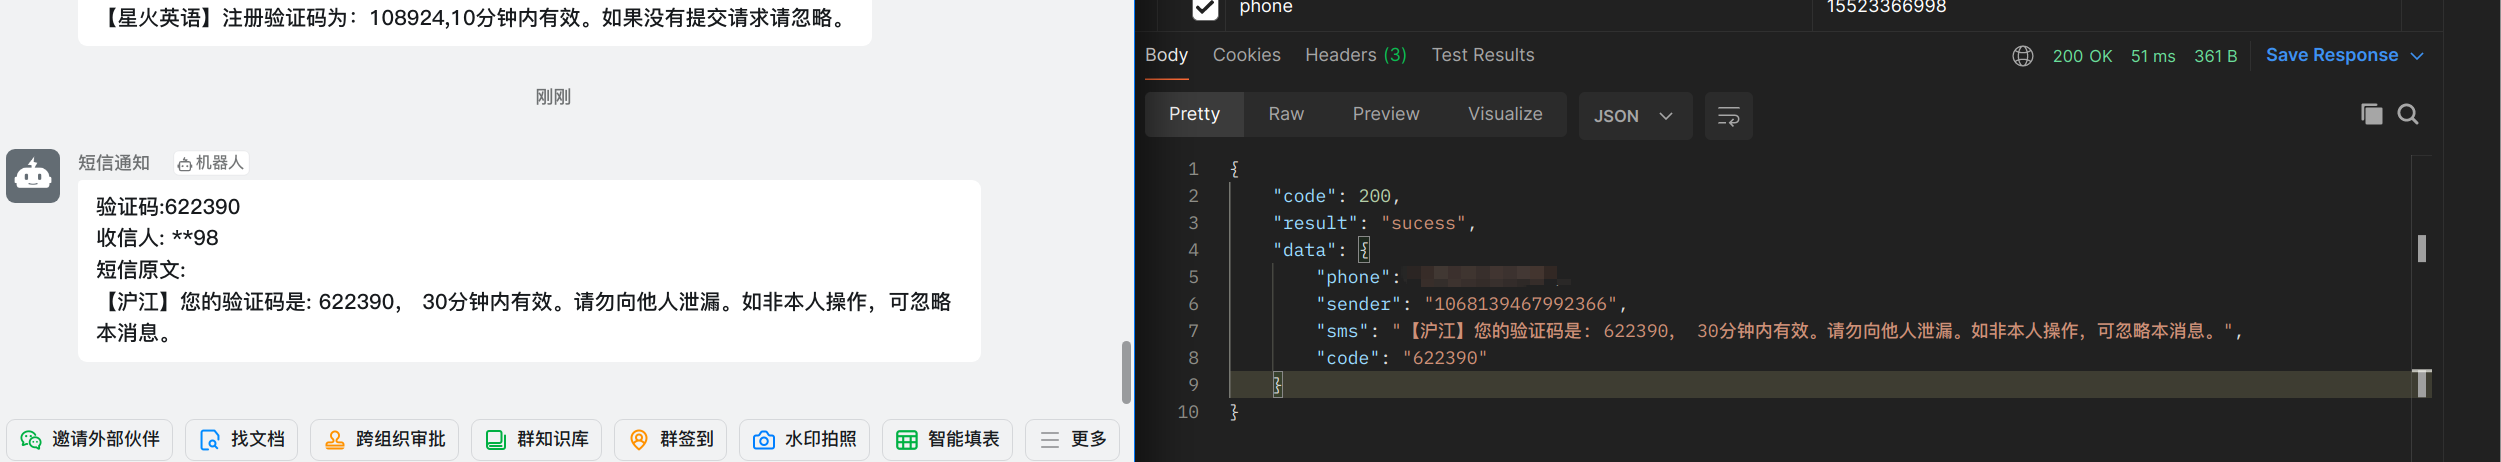 【星火英语】注册验证码为：108924,10分钟内有效。如果没有提交请求请忽略。
刚刚
短信通知 机器人
验证码:622390
收信人: **98
短信原文:
【沪江】您的验证码是: 622390， 30分钟内有效。请勿向他人泄漏。如非本人操作，可忽略
本消息。
邀请外部伙伴 找文档 跨组织审批 群知识库 群签到 水印拍照 智能填表 更多
phone 15523366998
Body Cookies Headers (3) Test Results 200 OK 51 ms 361 B Save Response
Pretty Raw Preview Visualize JSON
1 {
2 "code": 200,
3 "result": "sucess",
4 "data": {
5 "phone":
6 "sender": "1068139467992366",
7 "sms": "【沪江】您的验证码是: 622390， 30分钟内有效。请勿向他人泄漏。如非本人操作，可忽略本消息。",
8 "code": "622390"
9 }
10 }